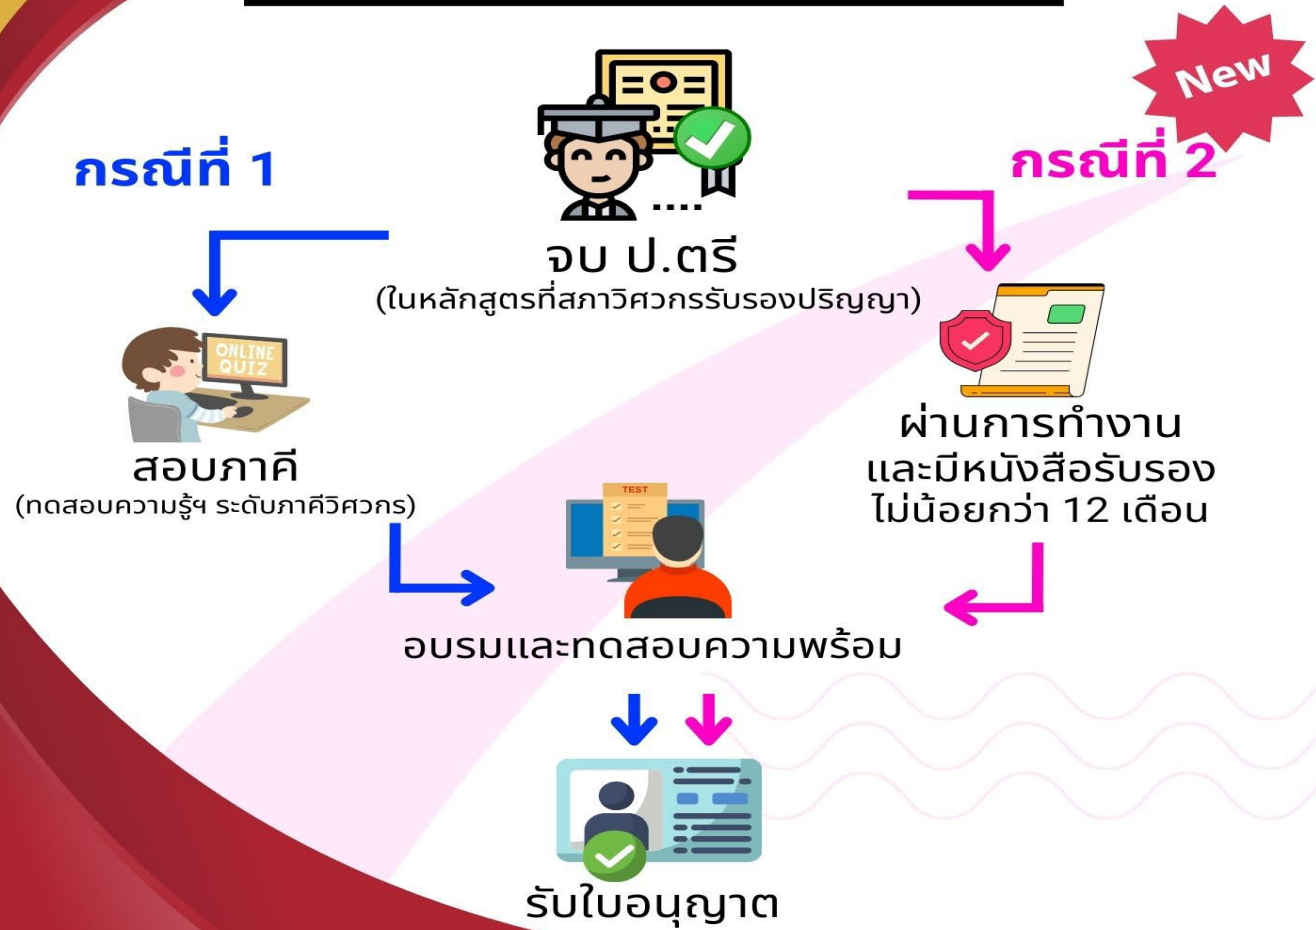 New
กรณีที่ 1
กรณีที่ 2
....
จบ ป.ตรี
(ในหลักสูตรที่สภาวิศวกรรับรองปริญญา)
ONLINE
QUIZ
สอบภาคี
(ทดสอบความรู้ฯ ระดับภาคีวิศวกร)
ผ่านการทำงาน
และมีหนังสือรับรอง
ไม่น้อยกว่า 12 เดือน
TEST
อบรมและทดสอบความพร้อม
รับใบอนุญาต